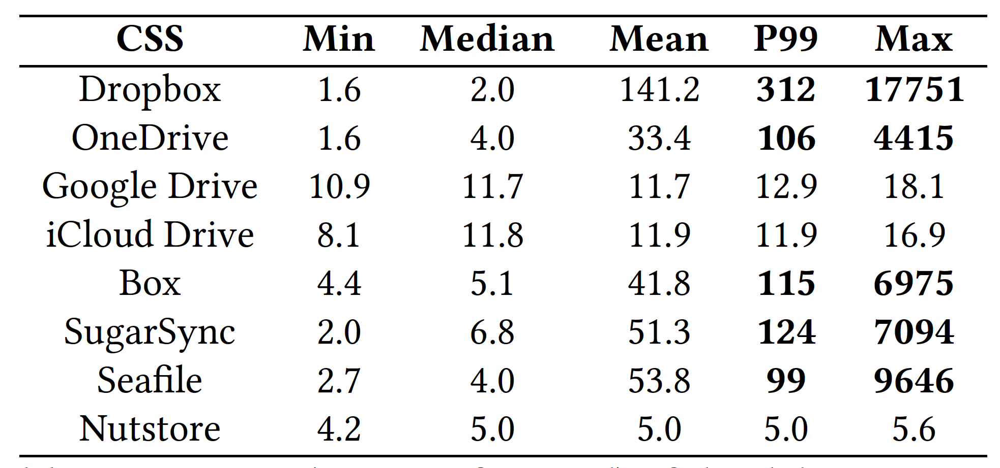 CSS Min Median Mean P99 Max
Dropbox 1.6 2.0 141.2 312 17751
OneDrive 1.6 4.0 33.4 106 4415
Google Drive 10.9 11.7 11.7 12.9 18.1
iCloud Drive 8.1 11.8 11.9 11.9 16.9
Box 4.4 5.1 41.8 115 6975
SugarSync 2.0 6.8 51.3 124 7094
Seafile 2.7 4.0 53.8 99 9646
Nutstore 4.2 5.0 5.0 5.0 5.6